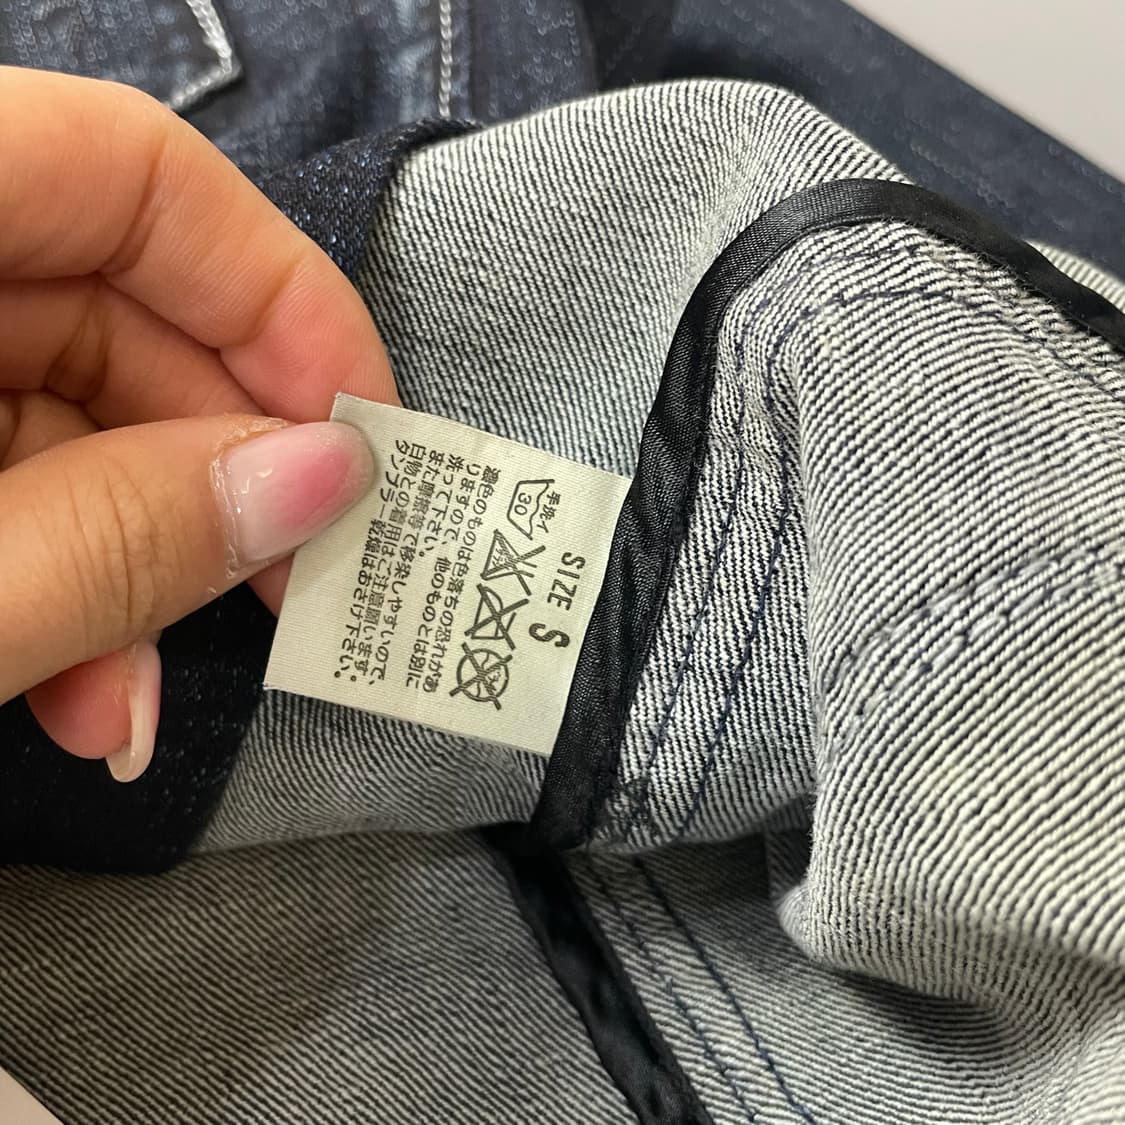 SIZE S
手洗イ
30
濃色のものは色落ちの恐れがあ
りますので、他のものとは別に
洗って下さい。
また摩擦等で移染しやすいので、
白物との着用はご注意願います。
タンブラー乾燥はおさけ下さい。